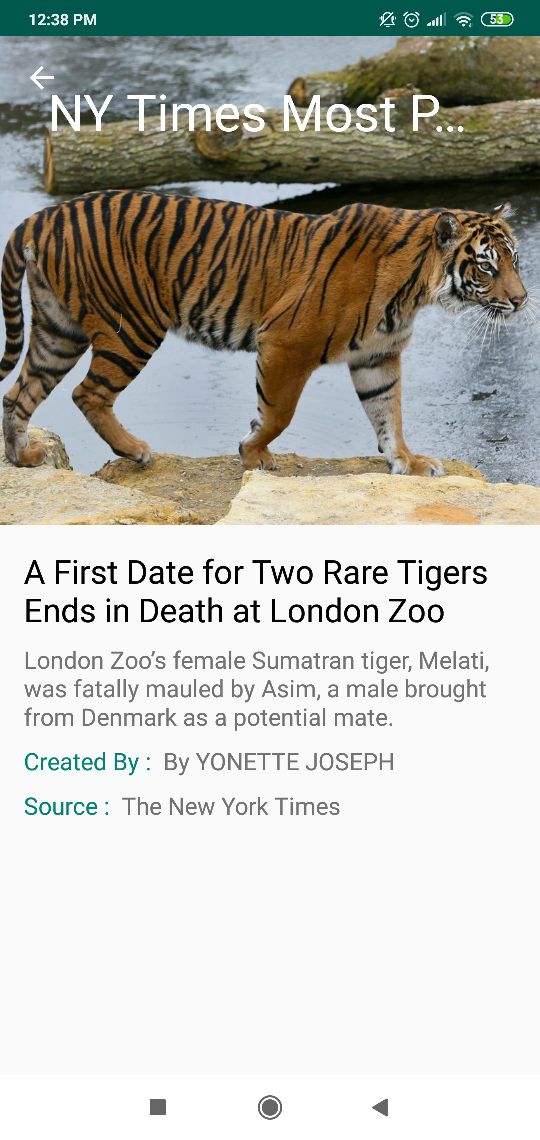 12:38 PM
53
NY Times Most P...
A First Date for Two Rare Tigers
Ends in Death at London Zoo
London Zoo’s female Sumatran tiger, Melati,
was fatally mauled by Asim, a male brought
from Denmark as a potential mate.
Created By : By YONETTE JOSEPH
Source : The New York Times